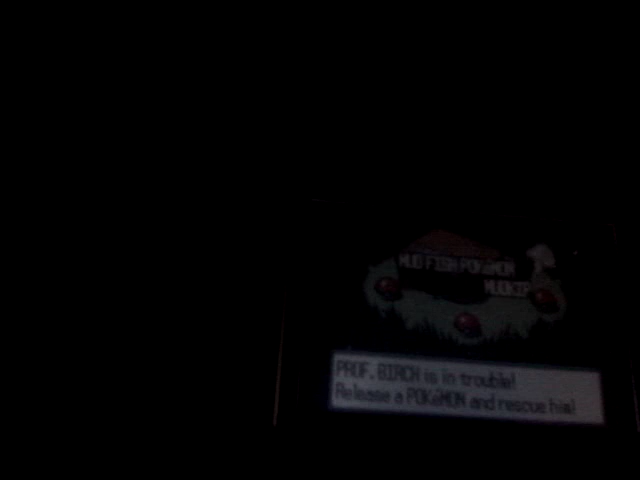 MUD FISH POKéMON
MUDKIP
PROF. BIRCH is in trouble!
Release a POKéMON and rescue him!